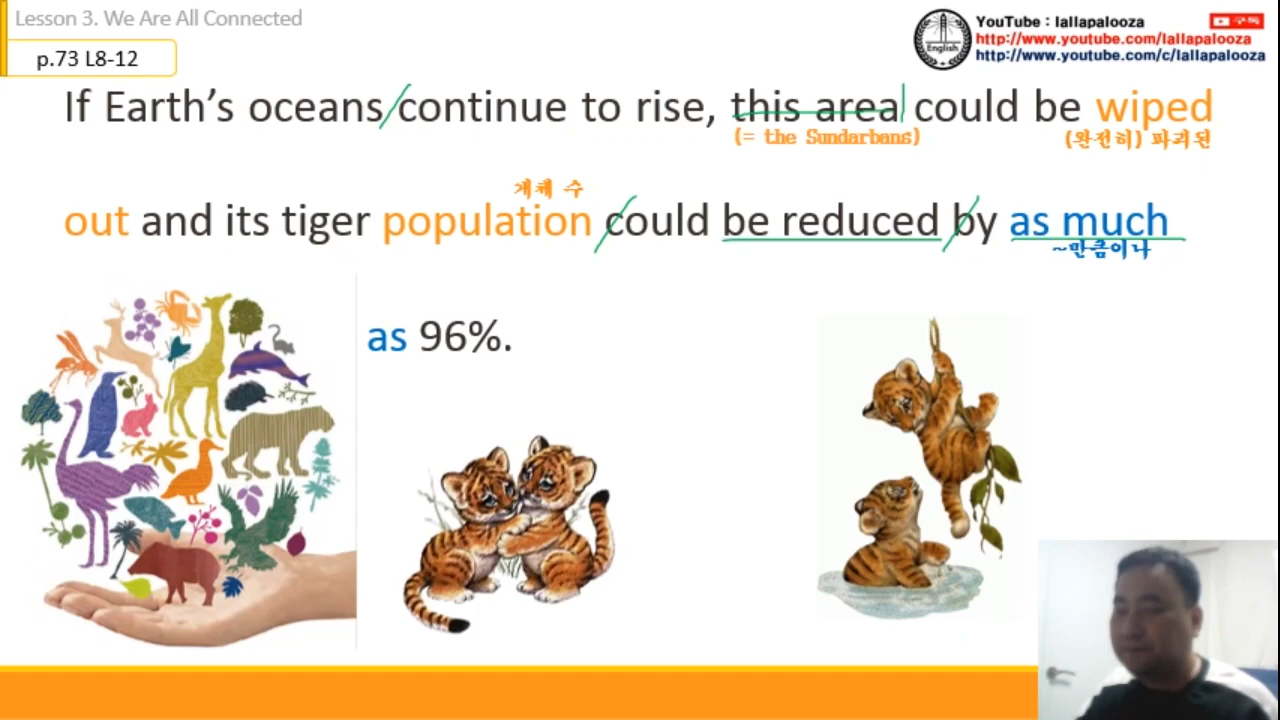 Lesson 3. We Are All Connected
p.73 L8-12
English
YouTube : lallapalooza
구독
http://www.youtube.com/lallapalooza
http://www.youtube.com/c/lallapalooza
If Earth's oceans continue to rise, this area could be wiped
(= the Sundarbans)
(완전히) 파괴된
개체 수
out and its tiger population could be reduced by as much
~만큼이나
as 96%.